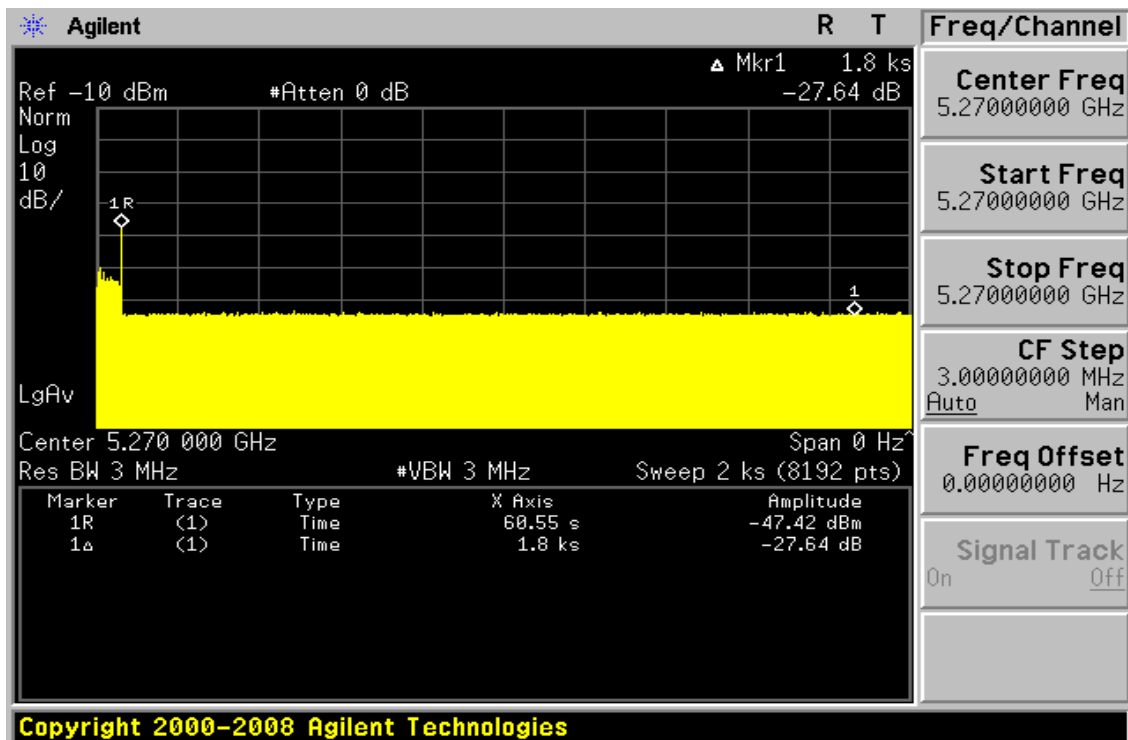 Agilent R T
Freq/Channel
Δ Mkr1 1.8 ks
Ref -10 dBm #Atten 0 dB -27.64 dB
Norm
Log
10
dB/
1R
1
LgAv
Center 5.270 000 GHz Span 0 Hz^
Res BW 3 MHz #VBW 3 MHz Sweep 2 ks (8192 pts)
Marker Trace Type X Axis Amplitude
1R (1) Time 60.55 s -47.42 dBm
1Δ (1) Time 1.8 ks -27.64 dB
Center Freq
5.27000000 GHz
Start Freq
5.27000000 GHz
Stop Freq
5.27000000 GHz
CF Step
3.00000000 MHz
Auto Man
Freq Offset
0.00000000 Hz
Signal Track
On Off
Copyright 2000-2008 Agilent Technologies